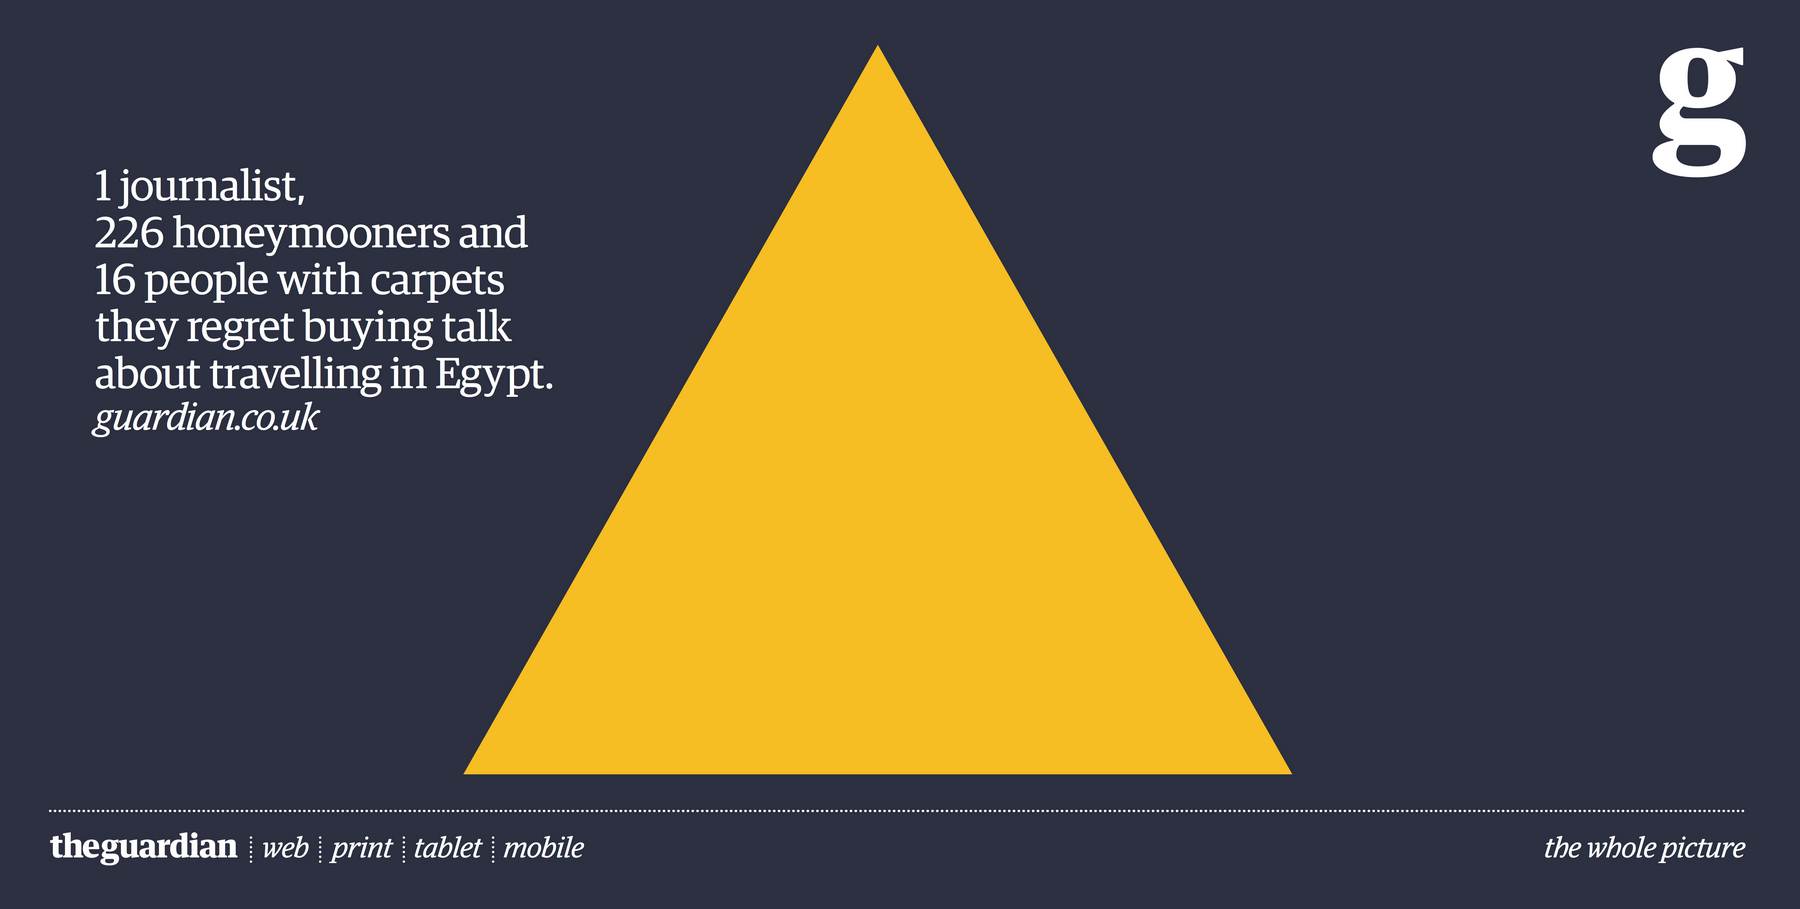 g
1 journalist,
226 honeymooners and
16 people with carpets
they regret buying talk
about travelling in Egypt.
guardian.co.uk
theguardian web print tablet mobile
the whole picture